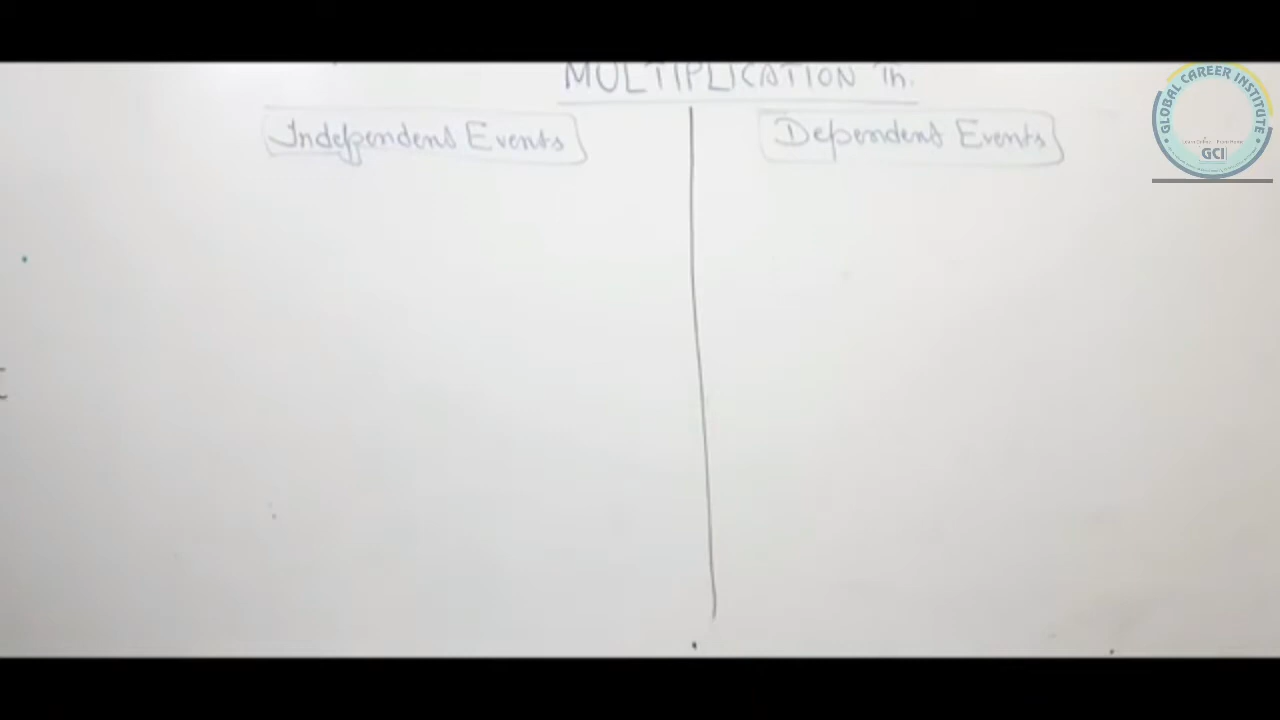 MULTIPLICATION Th.
Independent Events
Dependent Events
GLOBAL CAREER INSTITUTE
GCI